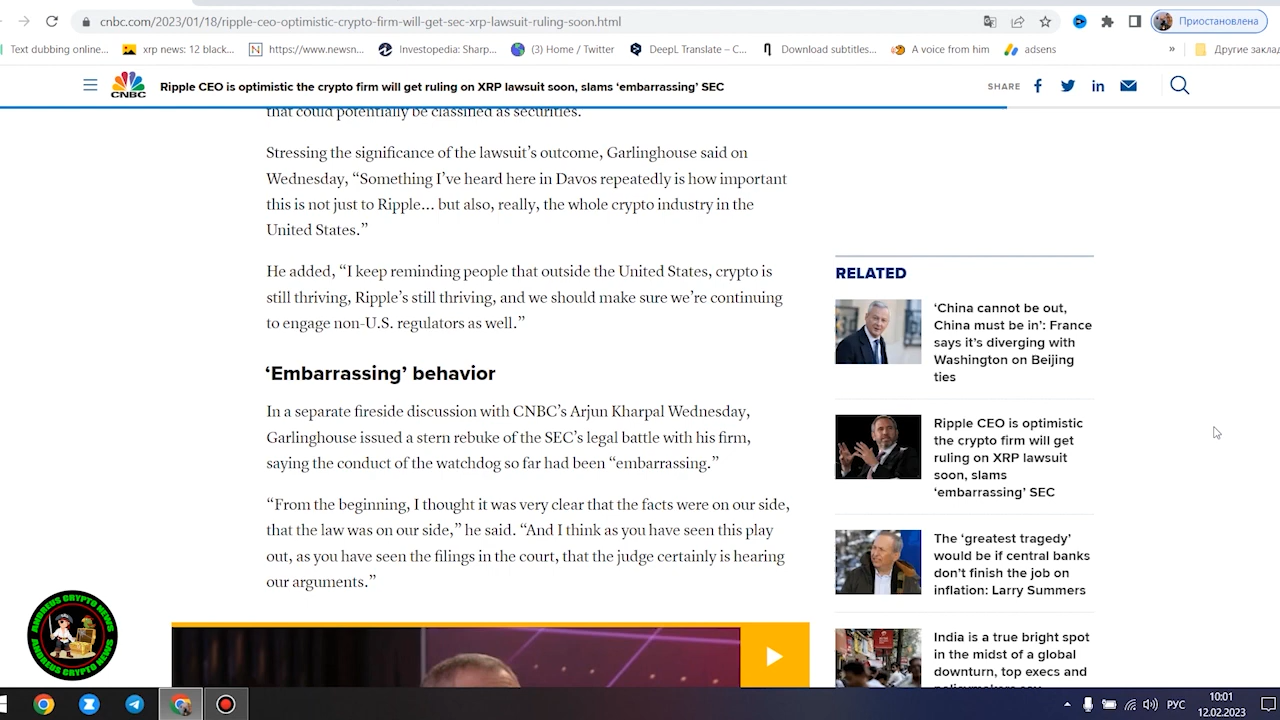 cnbc.com/2023/01/18/ripple-ceo-optimistic-crypto-firm-will-get-sec-xrp-lawsuit-ruling-soon.html
Приостановлена
Text dubbing online...
xrp news: 12 black...
https://www.newsn...
Investopedia: Sharp...
(3) Home / Twitter
DeepL Translate – C...
Download subtitles...
A voice from him
adsens
»
Другие закла
CNBC
Ripple CEO is optimistic the crypto firm will get ruling on XRP lawsuit soon, slams ‘embarrassing’ SEC
SHARE
that could potentially be classified as securities.
Stressing the significance of the lawsuit’s outcome, Garlinghouse said on
Wednesday, “Something I’ve heard here in Davos repeatedly is how important
this is not just to Ripple... but also, really, the whole crypto industry in the
United States.”
He added, “I keep reminding people that outside the United States, crypto is
still thriving, Ripple’s still thriving, and we should make sure we’re continuing
to engage non-U.S. regulators as well.”
‘Embarrassing’ behavior
In a separate fireside discussion with CNBC’s Arjun Kharpal Wednesday,
Garlinghouse issued a stern rebuke of the SEC’s legal battle with his firm,
saying the conduct of the watchdog so far had been “embarrassing.”
“From the beginning, I thought it was very clear that the facts were on our side,
that the law was on our side,” he said. “And I think as you have seen this play
out, as you have seen the filings in the court, that the judge certainly is hearing
our arguments.”
RELATED
‘China cannot be out,
China must be in’: France
says it’s diverging with
Washington on Beijing
ties
Ripple CEO is optimistic
the crypto firm will get
ruling on XRP lawsuit
soon, slams
‘embarrassing’ SEC
The ‘greatest tragedy’
would be if central banks
don’t finish the job on
inflation: Larry Summers
India is a true bright spot
in the midst of a global
downturn, top execs and
ANDREUS CRYPTO NEWS
ANDREUS CRYPTO NEWS
РУС
10:01
12.02.2023